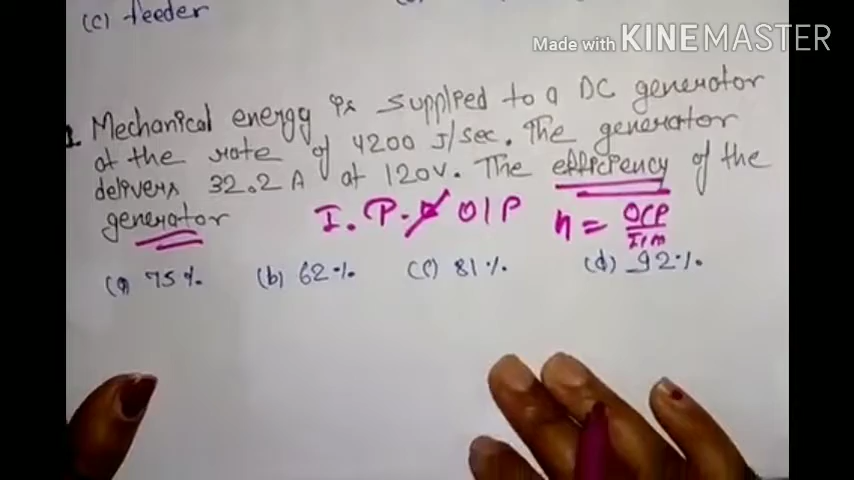 (c) feeder
Made with KINEMASTER
Mechanical energy is supplied to a DC generator
at the rate of 4200 J/sec. The generator
delivers 32.2 A at 120V. The efficiency of the
generator
I.P. O/P
η = O/P
(a) 75%. (b) 62%. (c) 81%. (d) 92%.